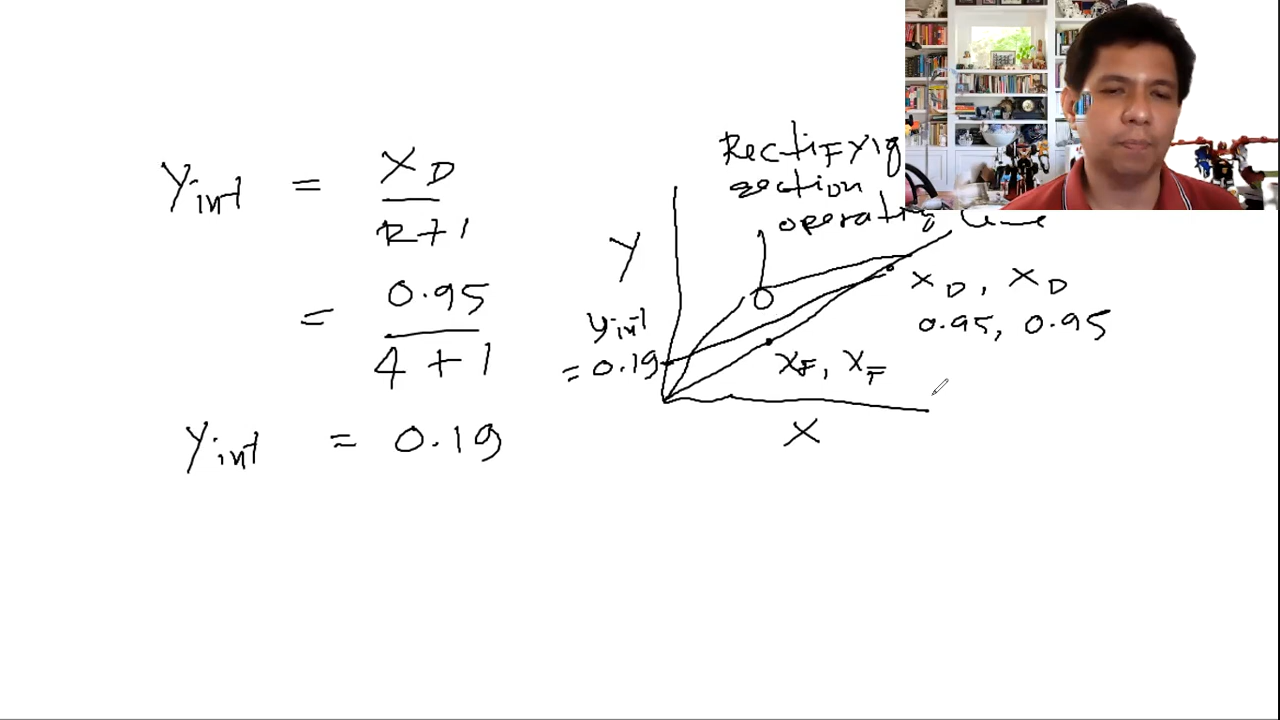 Yint = XD
R+1
= 0.95
4 + 1
Yint = 0.19
RectiFyig
section
operating line
Y
yint
= 0.19
XD, XD
0.95, 0.95
XF, XF
X